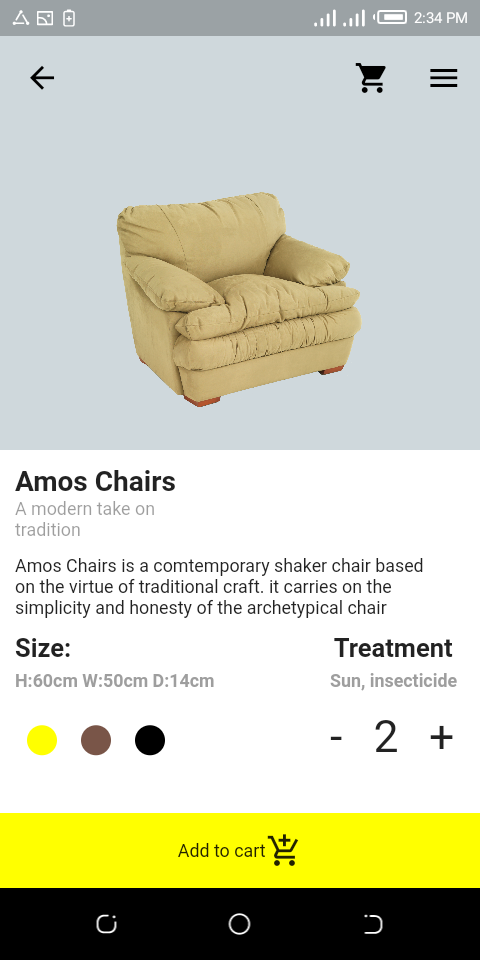 2:34 PM
Amos Chairs
A modern take on
tradition
Amos Chairs is a comtemporary shaker chair based
on the virtue of traditional craft. it carries on the
simplicity and honesty of the archetypical chair
Size:
Treatment
H:60cm W:50cm D:14cm
Sun, insecticide
- 2 +
Add to cart